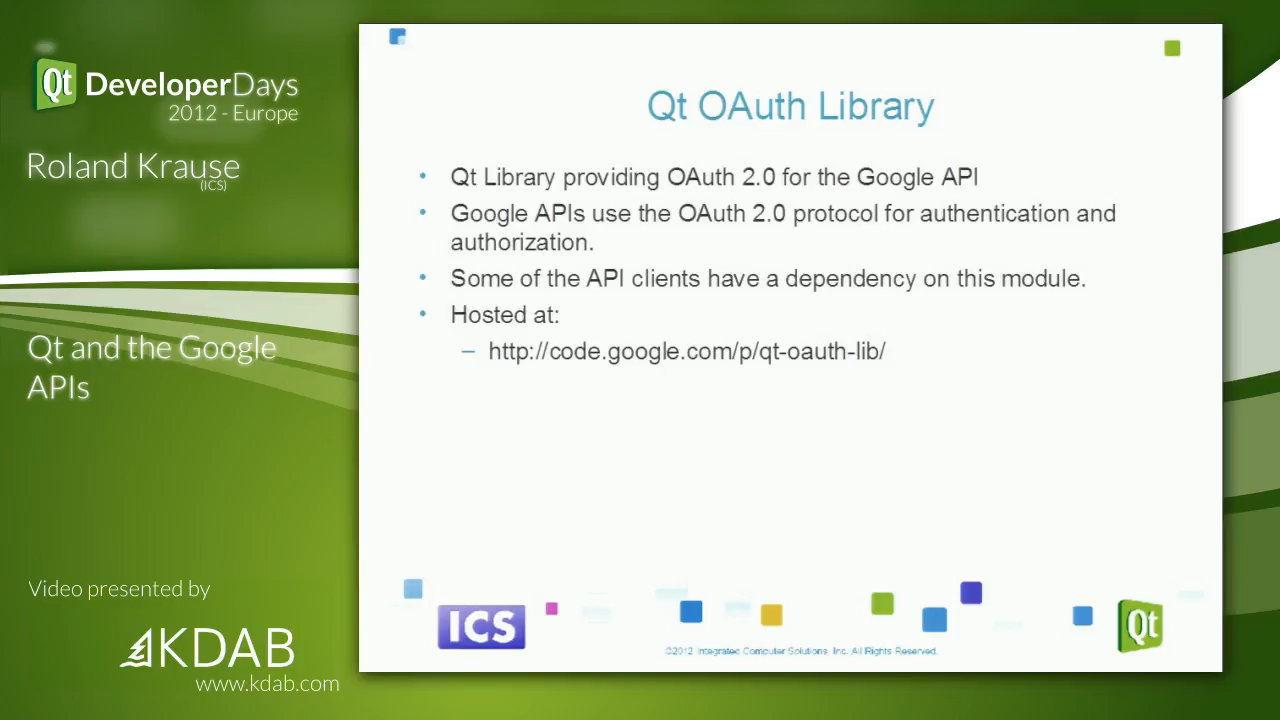 Qt DeveloperDays
2012 - Europe
Roland Krause
(ICS)
Qt and the Google
APIs
Video presented by
KDAB
www.kdab.com
Qt OAuth Library
• Qt Library providing OAuth 2.0 for the Google API
• Google APIs use the OAuth 2.0 protocol for authentication and
authorization.
• Some of the API clients have a dependency on this module.
• Hosted at:
– http://code.google.com/p/qt-oauth-lib/
ICS
©2012 Integrated Computer Solutions. Inc. All Rights Reserved.
Qt